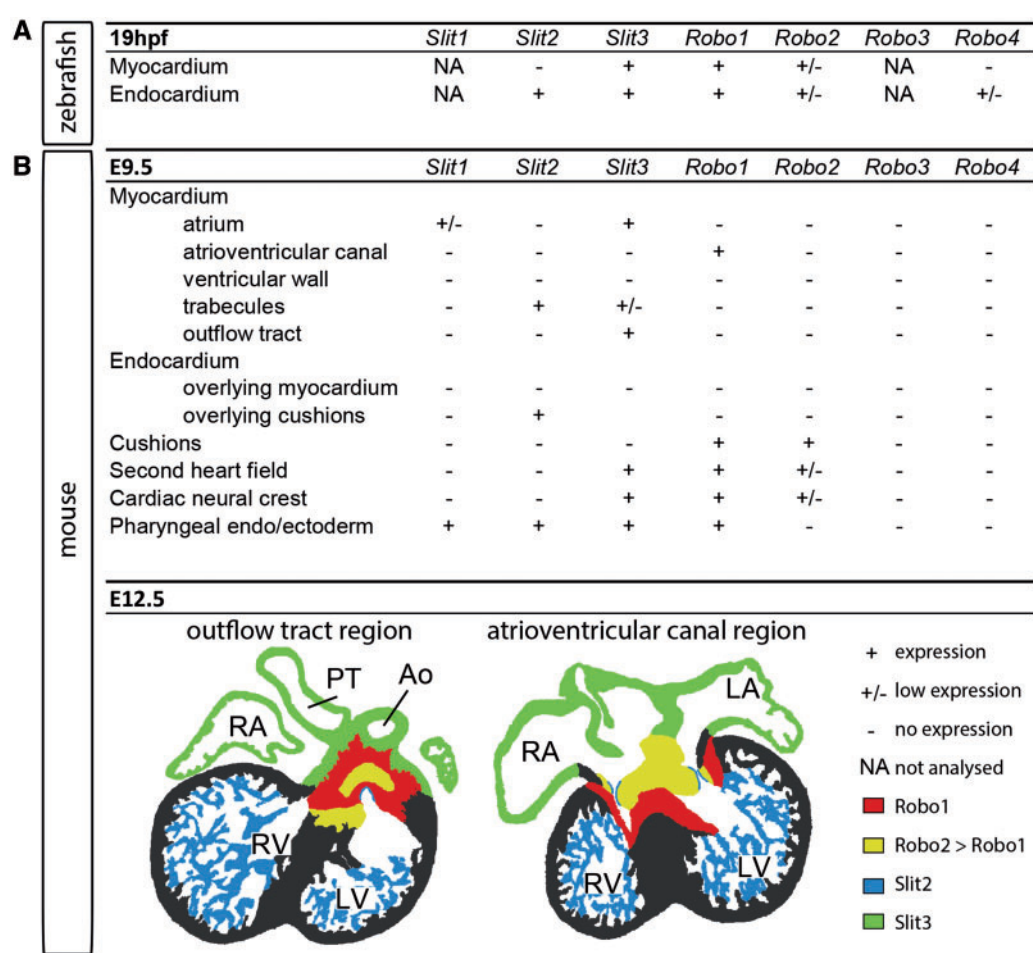 A
zebrafish
19hpf Slit1 Slit2 Slit3 Robo1 Robo2 Robo3 Robo4
Myocardium NA - + + +/- NA -
Endocardium NA + + + +/- NA +/-
B
mouse
E9.5 Slit1 Slit2 Slit3 Robo1 Robo2 Robo3 Robo4
Myocardium
atrium +/- - + - - - -
atrioventricular canal - - - + - - -
ventricular wall - - - - - - -
trabecules - + +/- - - - -
outflow tract - - + - - - -
Endocardium
overlying myocardium - - - - - - -
overlying cushions - + - - - -
Cushions - - - + + - -
Second heart field - - + + +/- - -
Cardiac neural crest - - + + +/- - -
Pharyngeal endo/ectoderm + + + + - - -
E12.5
outflow tract region
PT
Ao
RA
RV
LV
atrioventricular canal region
LA
RA
RV
LV
+ expression
+/- low expression
- no expression
NA not analysed
Robo1
Robo2 > Robo1
Slit2
Slit3